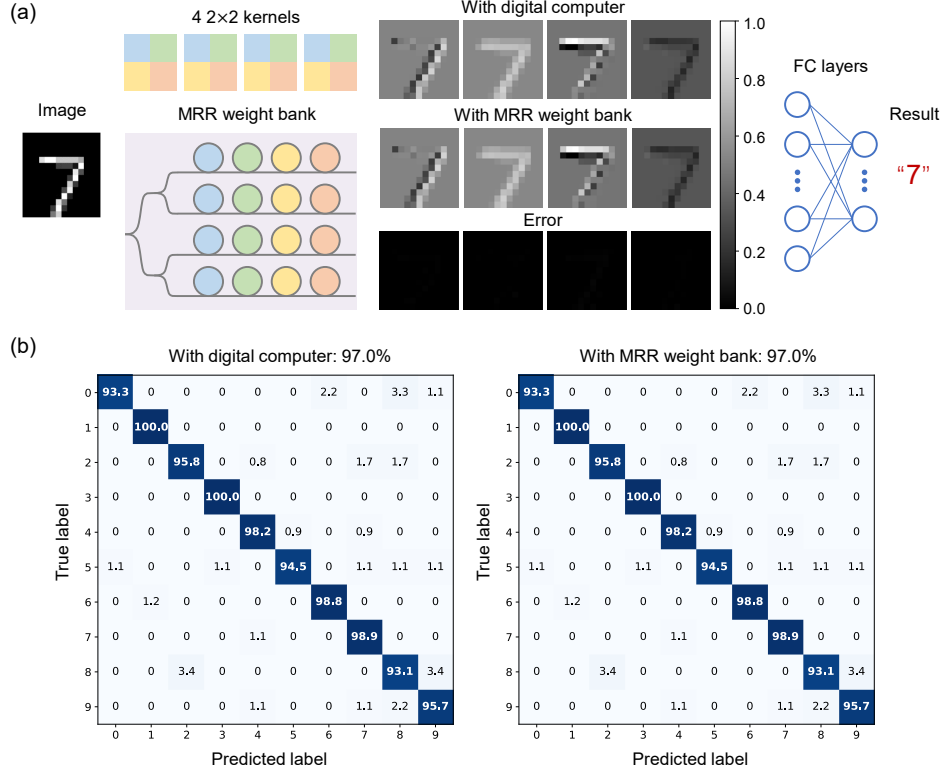 (a)
4 2×2 kernels
With digital computer
1.0
FC layers
0.8
Image
MRR weight bank
With MRR weight bank
Result
0.6
"7"
0.4
Error
0.2
0.0
(b)
With digital computer: 97.0%
With MRR weight bank: 97.0%
True label
0 93.3 0 0 0 0 0 2.2 0 3.3 1.1
1 0 100.0 0 0 0 0 0 0 0 0
2 0 0 95.8 0 0.8 0 0 1.7 1.7 0
3 0 0 0 100.0 0 0 0 0 0 0
4 0 0 0 0 98.2 0.9 0 0.9 0 0
5 1.1 0 0 1.1 0 94.5 0 1.1 1.1 1.1
6 0 1.2 0 0 0 0 98.8 0 0 0
7 0 0 0 0 1.1 0 0 98.9 0 0
8 0 0 3.4 0 0 0 0 0 93.1 3.4
9 0 0 0 0 1.1 0 0 1.1 2.2 95.7
0 1 2 3 4 5 6 7 8 9
Predicted label
True label
0 93.3 0 0 0 0 0 2.2 0 3.3 1.1
1 0 100.0 0 0 0 0 0 0 0 0
2 0 0 95.8 0 0.8 0 0 1.7 1.7 0
3 0 0 0 100.0 0 0 0 0 0 0
4 0 0 0 0 98.2 0.9 0 0.9 0 0
5 1.1 0 0 1.1 0 94.5 0 1.1 1.1 1.1
6 0 1.2 0 0 0 0 98.8 0 0 0
7 0 0 0 0 1.1 0 0 98.9 0 0
8 0 0 3.4 0 0 0 0 0 93.1 3.4
9 0 0 0 0 1.1 0 0 1.1 2.2 95.7
0 1 2 3 4 5 6 7 8 9
Predicted label